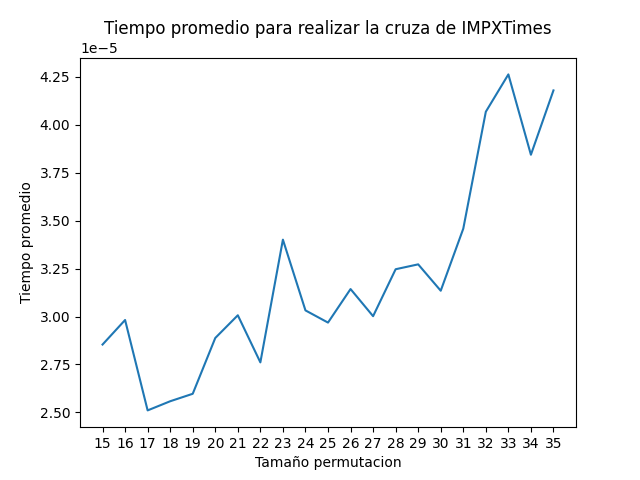 Tiempo promedio para realizar la cruza de IMPXTimes
1e−5
4.25
4.00
3.75
3.50
3.25
3.00
2.75
2.50
Tiempo promedio
15 16 17 18 19 20 21 22 23 24 25 26 27 28 29 30 31 32 33 34 35
Tamaño permutacion